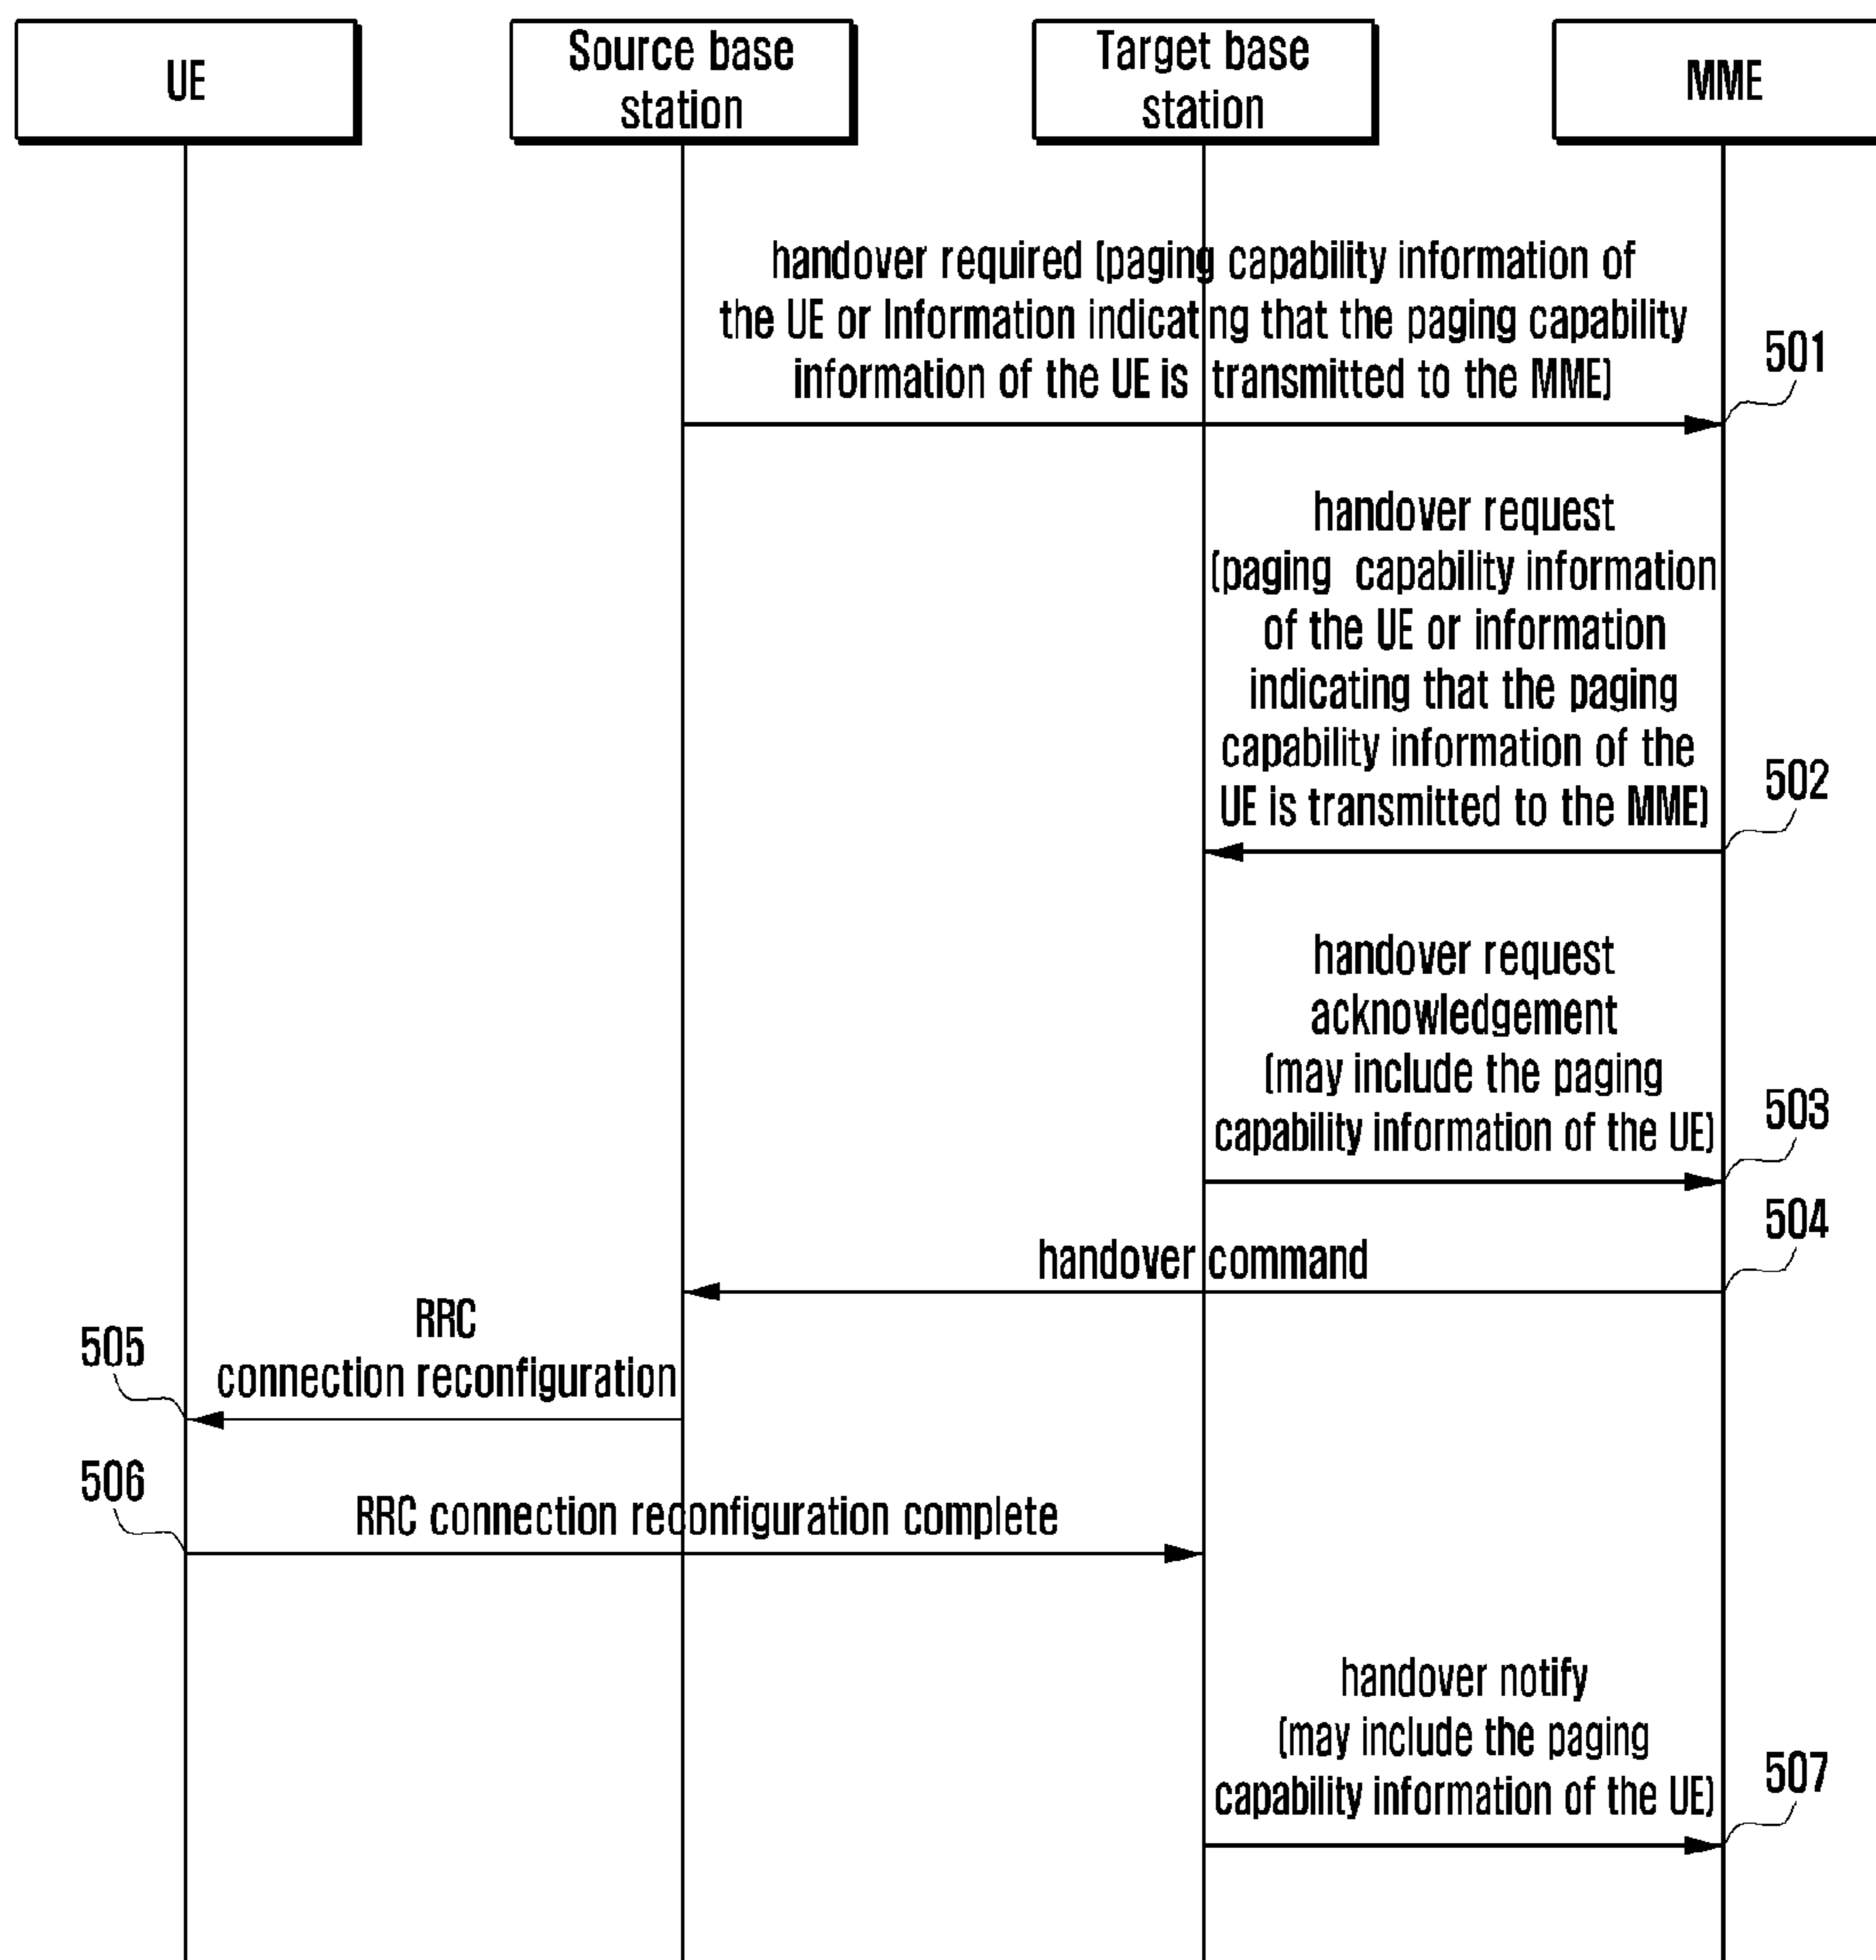 UE
Source base
station
Target base
station
MME
handover required (paging capability information of
the UE or Information indicating that the paging capability
information of the UE is transmitted to the MME)
501
handover request
(paging capability information
of the UE or information
indicating that the paging
capability information of the
UE is transmitted to the MME)
502
handover request
acknowledgement
(may include the paging
capability information of the UE)
503
504
handover command
RRC
connection reconfiguration
505
506
RRC connection reconfiguration complete
handover notify
(may include the paging
capability information of the UE)
507